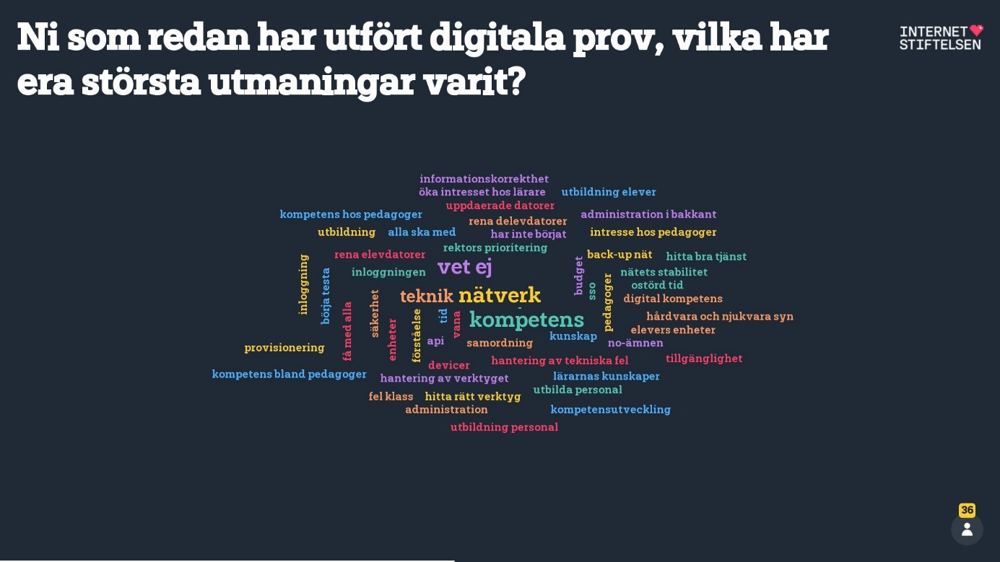 Ni som redan har utfört digitala prov, vilka har
era största utmaningar varit?
INTERNET
STIFTELSEN
informationskorrekthet
öka intresset hos lärare
utbildning elever
uppdaerade datorer
kompetens hos pedagoger
rena delevdatorer
administration i bakkant
utbildning
alla ska med
har inte börjat
intresse hos pedagoger
rektors prioritering
rena elevdatorer
back-up nät
hitta bra tjänst
inloggning
börja testa
inloggningen
vet ej
budget
sso
pedagoger
nätets stabilitet
ostörd tid
digital kompetens
teknik
nätverk
-
få med alla
säkerhet
enheter
förståelse
tid
vana
kompetens
hårdvara och njukvara syn
elevers enheter
kunskap
api
samordning
no-ämnen
provisionering
hantering av tekniska fel
tillgänglighet
devicer
kompetens bland pedagoger
hantering av verktyget
lärarnas kunskaper
utbilda personal
fel klass
hitta rätt verktyg
administration
kompetensutveckling
utbildning personal
36